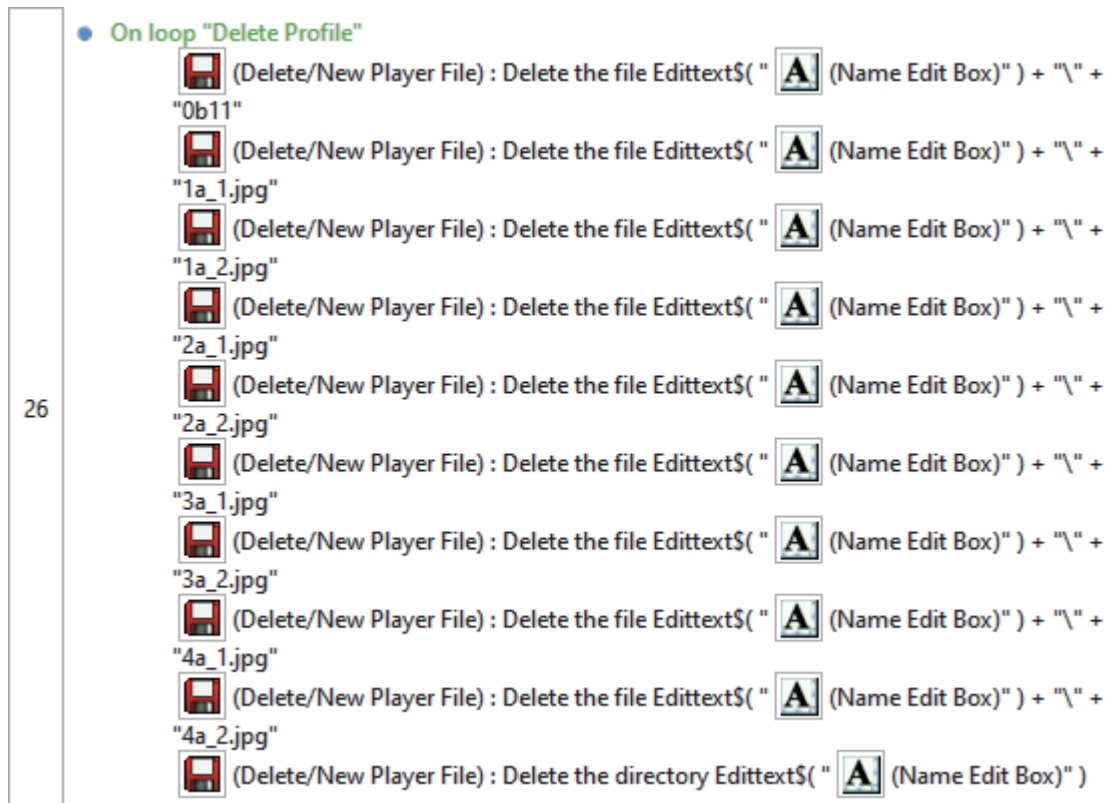 On loop "Delete Profile"
(Delete/New Player File) : Delete the file Edittext$( " A (Name Edit Box)" ) + "\" +
"0b11"
(Delete/New Player File) : Delete the file Edittext$( " A (Name Edit Box)" ) + "\" +
"1a_1.jpg"
(Delete/New Player File) : Delete the file Edittext$( " A (Name Edit Box)" ) + "\" +
"1a_2.jpg"
(Delete/New Player File) : Delete the file Edittext$( " A (Name Edit Box)" ) + "\" +
"2a_1.jpg"
(Delete/New Player File) : Delete the file Edittext$( " A (Name Edit Box)" ) + "\" +
26
"2a_2.jpg"
(Delete/New Player File) : Delete the file Edittext$( " A (Name Edit Box)" ) + "\" +
"3a_1.jpg"
(Delete/New Player File) : Delete the file Edittext$( " A (Name Edit Box)" ) + "\" +
"3a_2.jpg"
(Delete/New Player File) : Delete the file Edittext$( " A (Name Edit Box)" ) + "\" +
"4a_1.jpg"
(Delete/New Player File) : Delete the file Edittext$( " A (Name Edit Box)" ) + "\" +
"4a_2.jpg"
(Delete/New Player File) : Delete the directory Edittext$( " A (Name Edit Box)" )